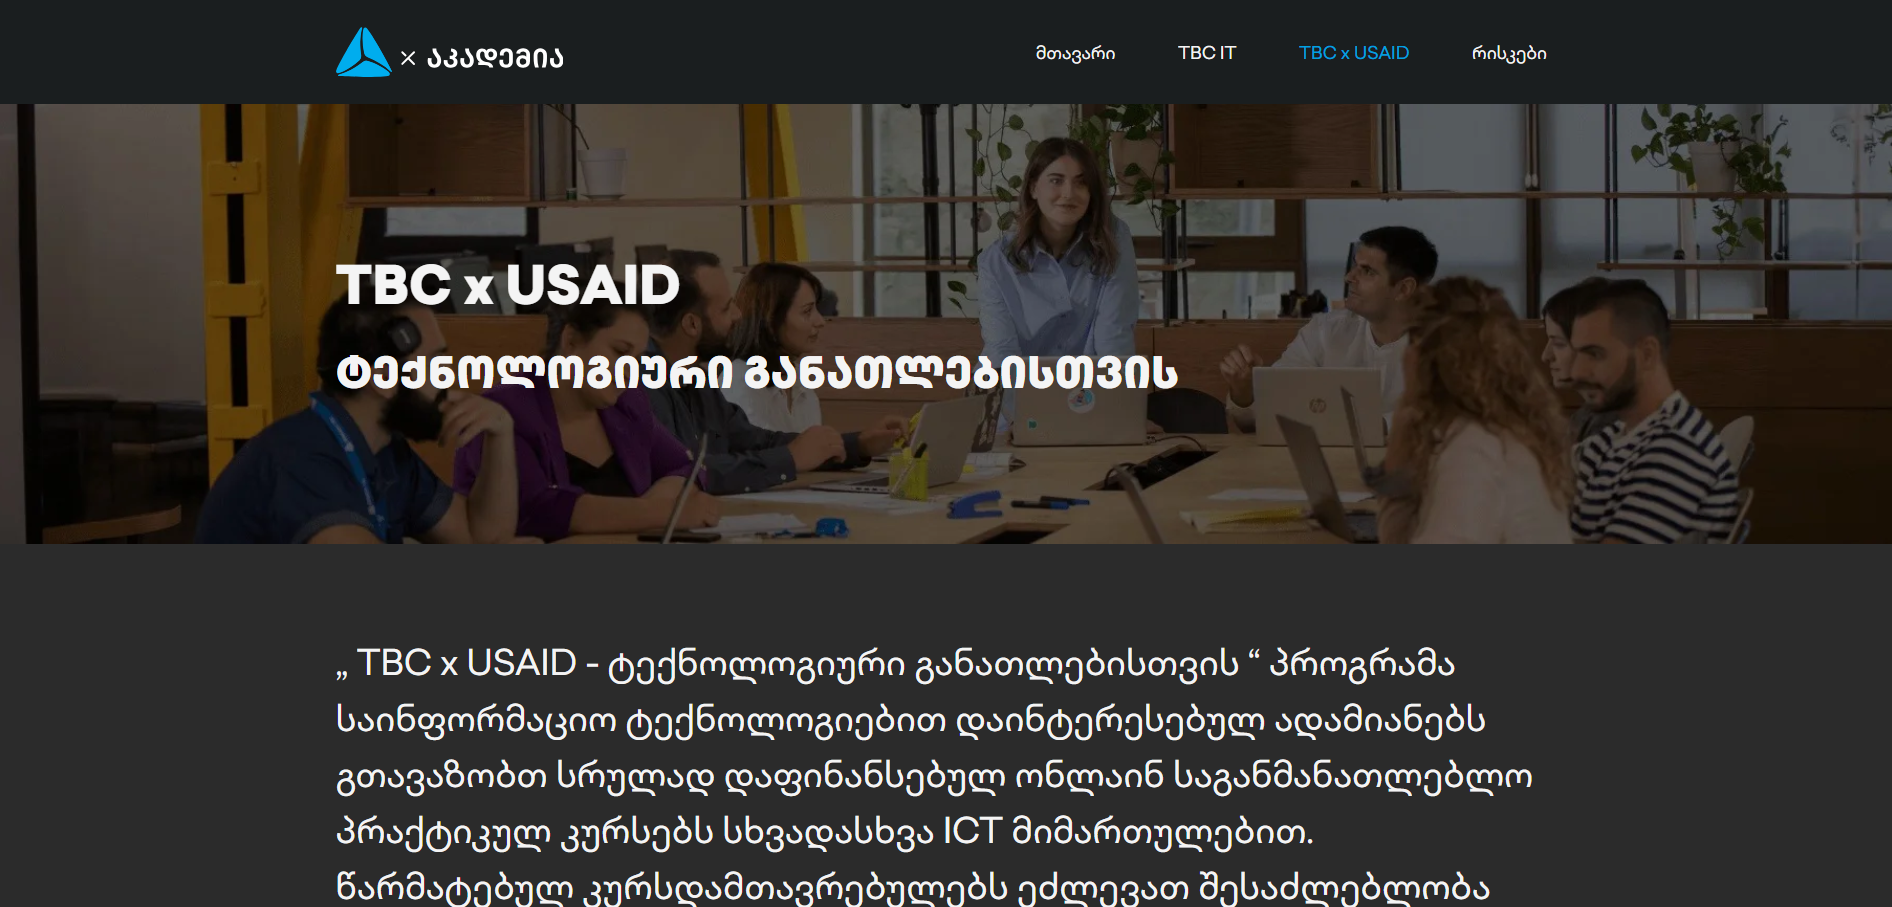 × აკადემია
მთავარი
TBC IT
TBC x USAID
რისკები
TBC x USAID
ტექნოლოგიური განათლებისთვის
„ TBC x USAID - ტექნოლოგიური განათლებისთვის “ პროგრამა
საინფორმაციო ტექნოლოგიებით დაინტერესებულ ადამიანებს
გთავაზობთ სრულად დაფინანსებულ ონლაინ საგანმანათლებლო
პრაქტიკულ კურსებს სხვადასხვა ICT მიმართულებით.
წარმატებულ კურსდამთავრებულებს ეძლევათ შესაძლებლობა